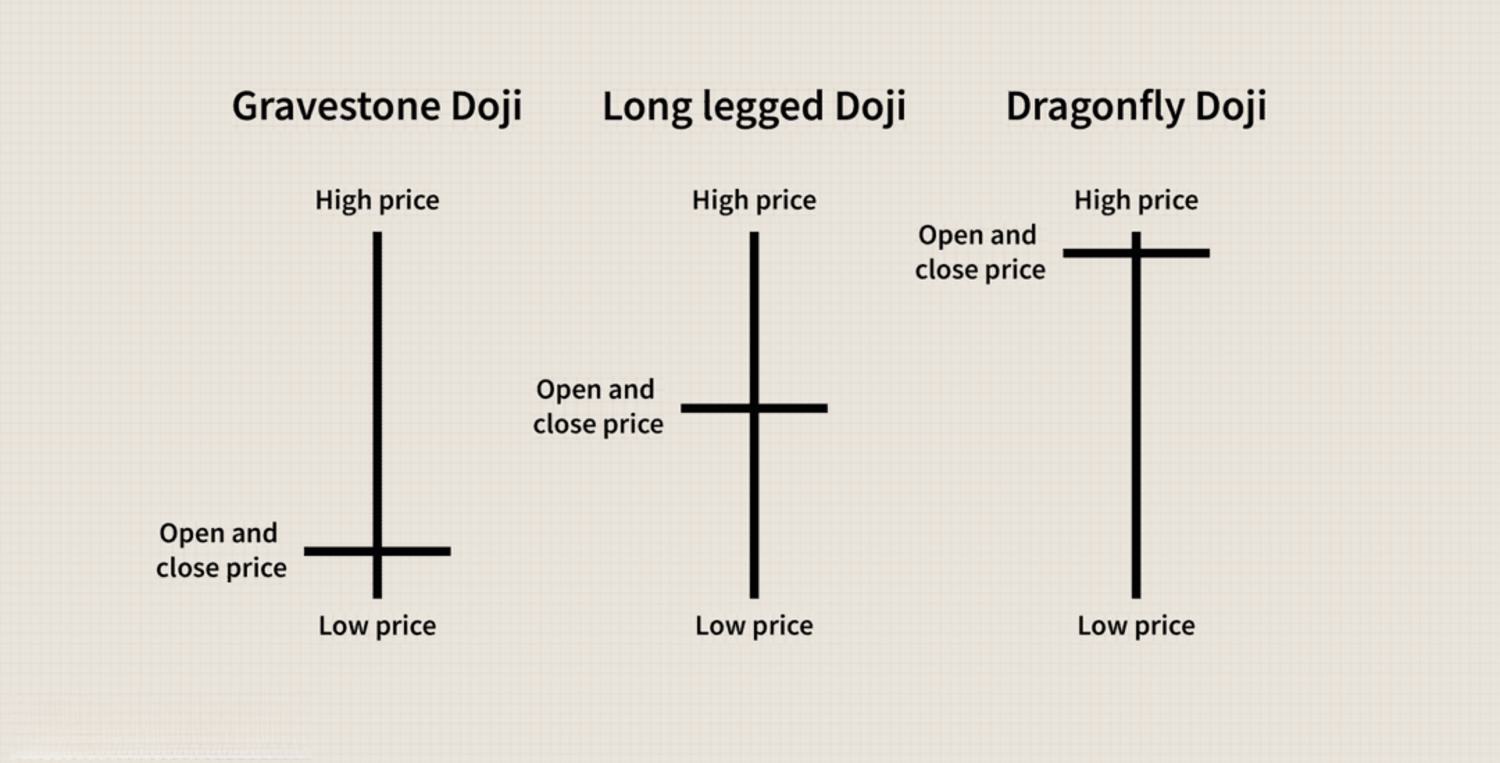 Gravestone Doji
High price
Open and
close price
Low price
Long legged Doji
High price
Open and
close price
Low price
Dragonfly Doji
High price
Open and
close price
Low price